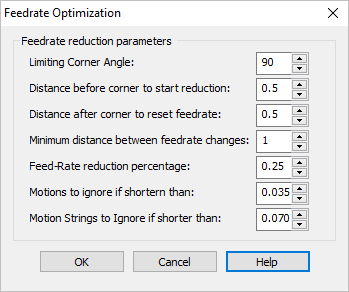 Feedrate Optimization
Feedrate reduction parameters
Limiting Corner Angle: 90
Distance before corner to start reduction: 0.5
Distance after corner to reset feedrate: 0.5
Minimum distance between feedrate changes: 1
Feed-Rate reduction percentage: 0.25
Motions to ignore if shortern than: 0.035
Motion Strings to Ignore if shorter than: 0.070
OK Cancel Help